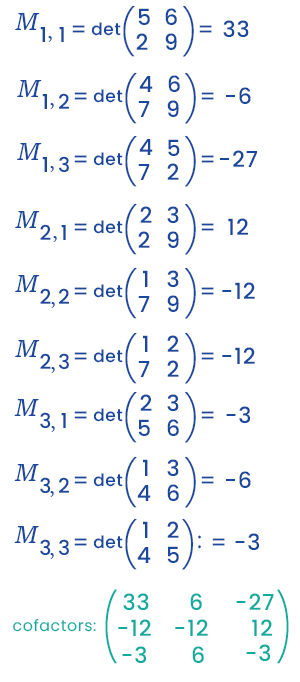 M1, 1 = det(5 6
2 9) = 33
M1, 2 = det(4 6
7 9) = -6
M1, 3 = det(4 5
7 2) = -27
M2, 1 = det(2 3
2 9) = 12
M2, 2 = det(1 3
7 9) = -12
M2, 3 = det(1 2
7 2) = -12
M3, 1 = det(2 3
5 6) = -3
M3, 2 = det(1 3
4 6) = -6
M3, 3 = det(1 2
4 5): = -3
cofactors: (33 6 -27
-12 -12 12
-3 6 -3)